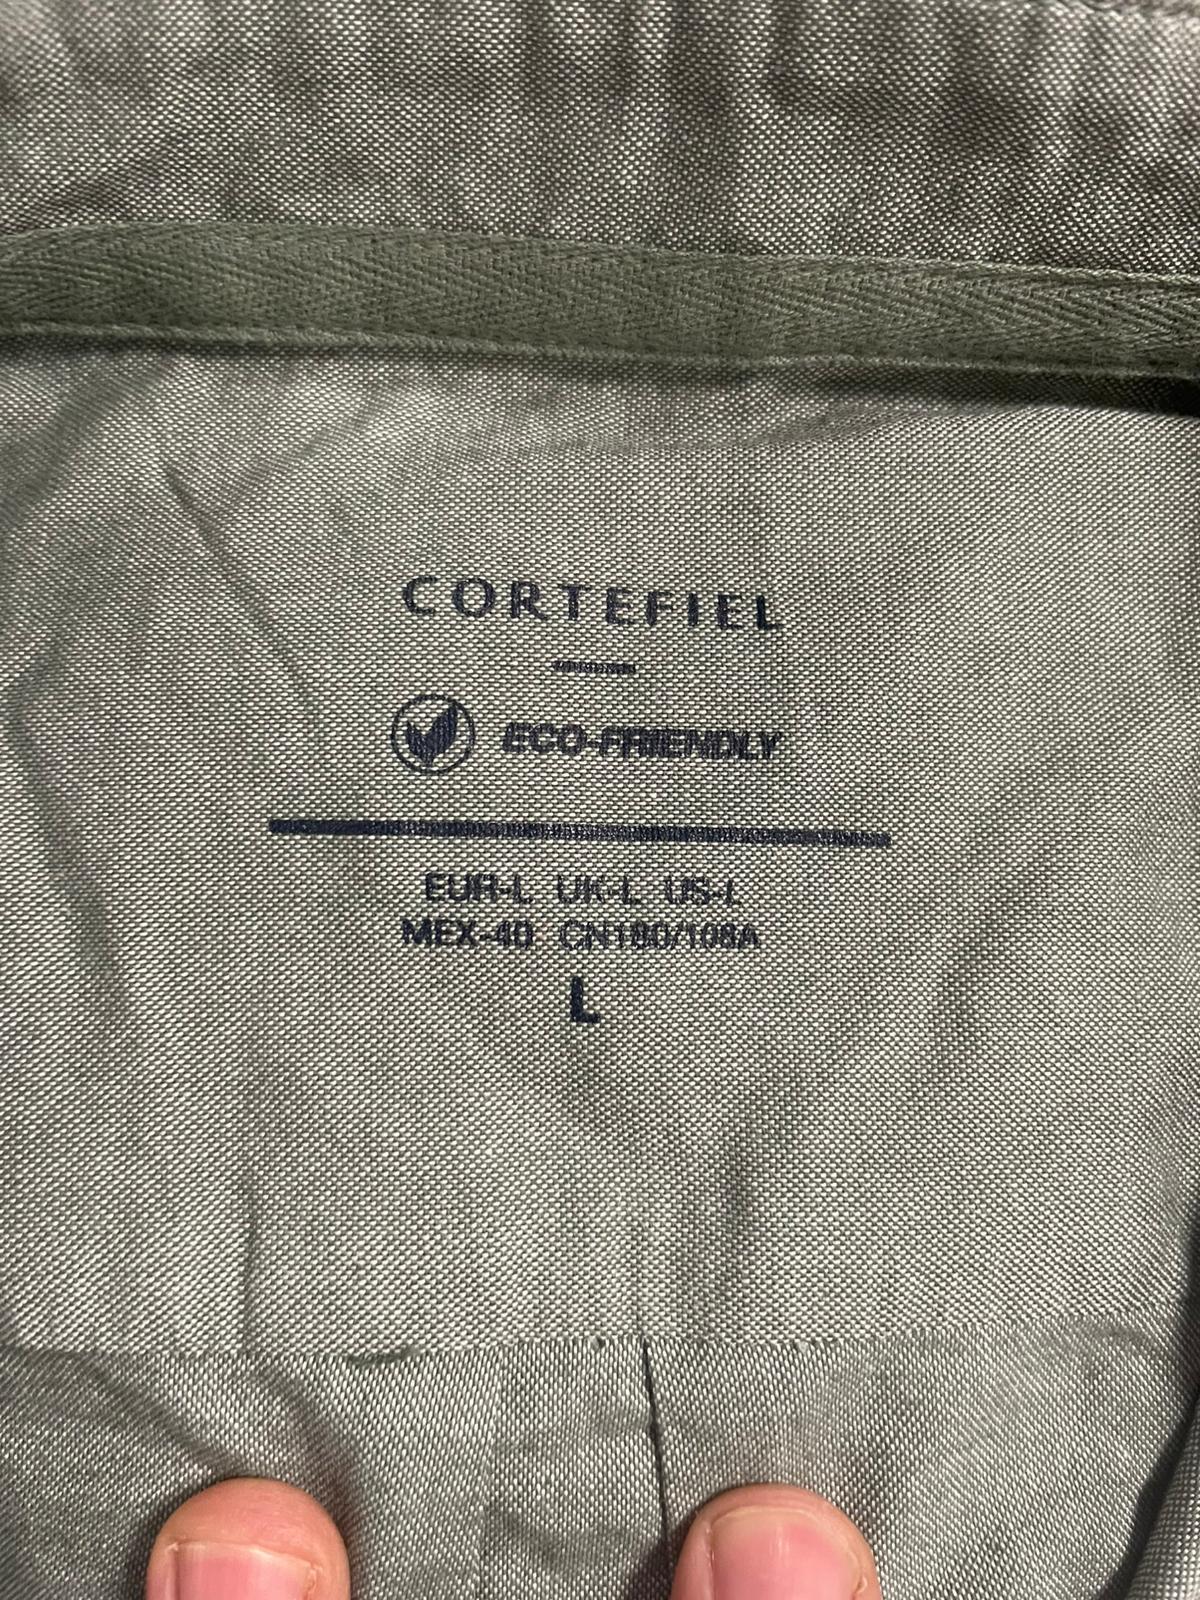 CORTEFIEL
ECO-FRIENDLY
EUR-L UK-L US-L
MEX-40 CN180/108A
L